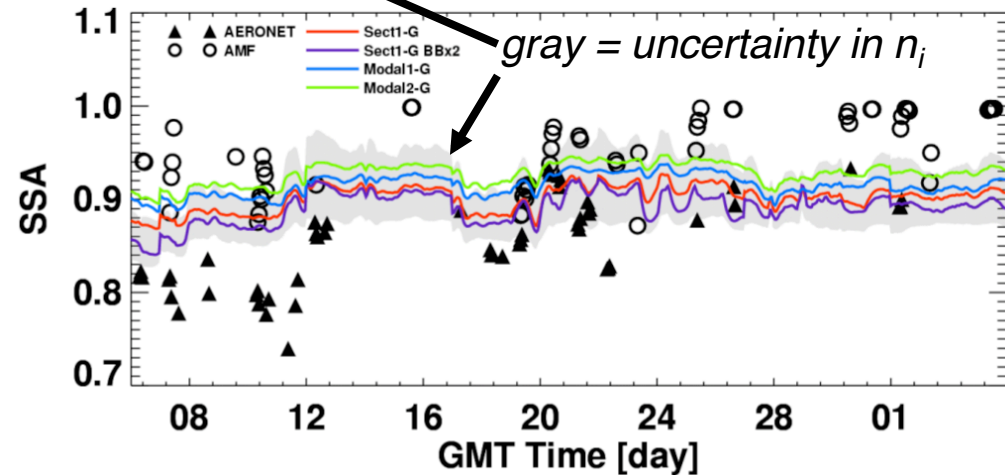 1.1
1.0
0.9
0.8
0.7
SSA
▲ ▲ AERONET
○ ○ AMF
Sect1-G
Sect1-G BBx2
Modal1-G
Modal2-G
gray = uncertainty in nᵢ
08 12 16 20 24 28 01
GMT Time [day]